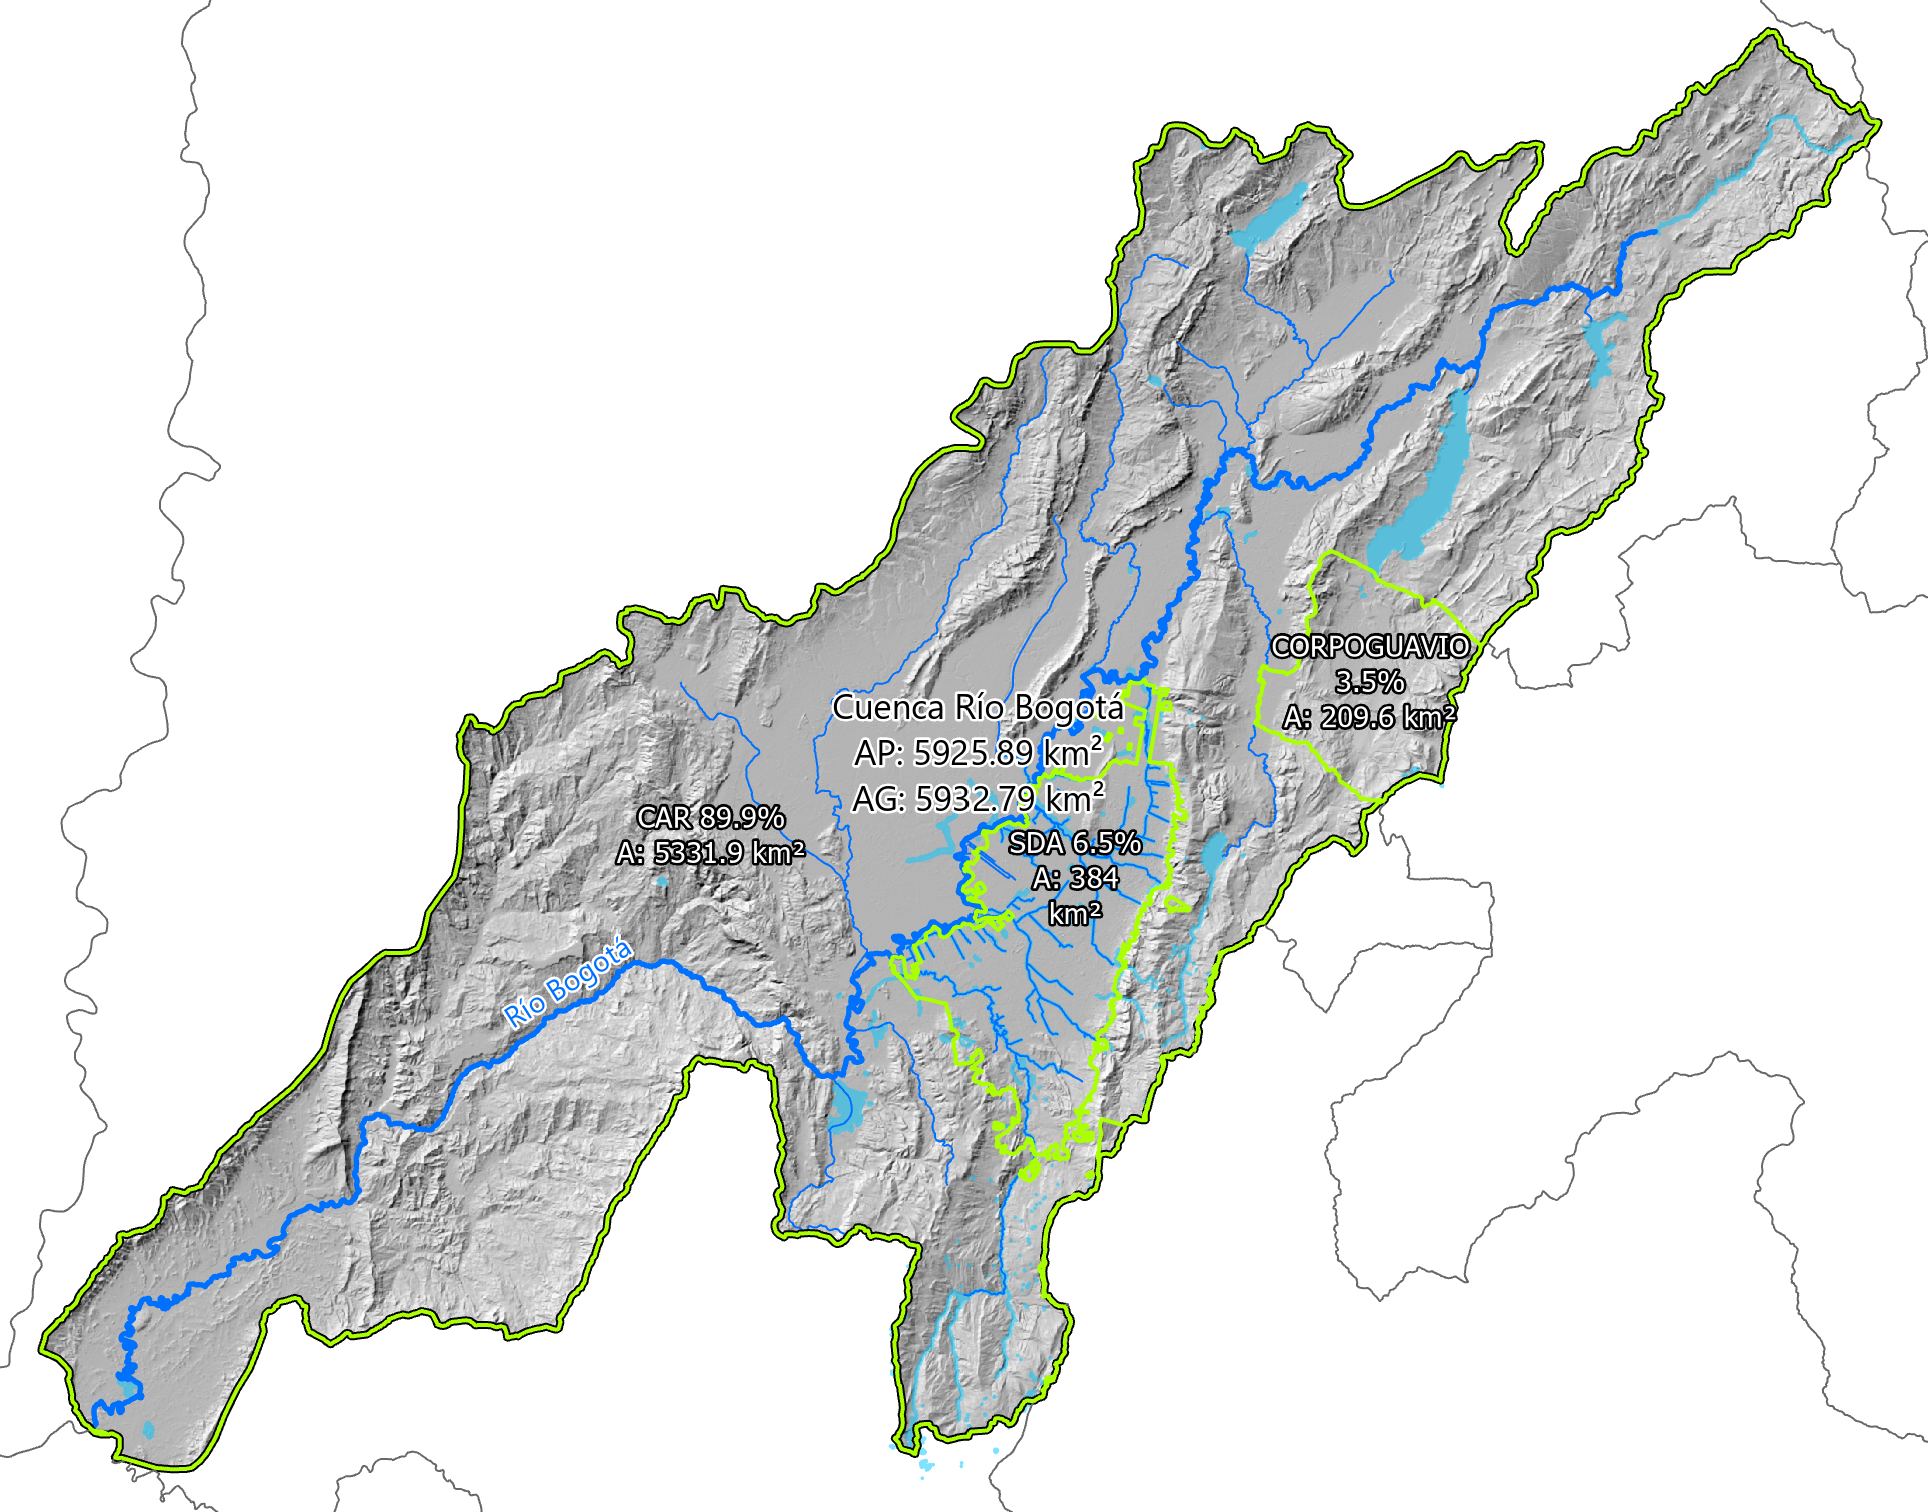 CORPOGUAVIO
3.5%
A: 209.6 km²
Cuenca Río Bogotá
AP: 5925.89 km²
AG: 5932.79 km²
CAR 89.9%
A: 5331.9 km²
SDA 6.5%
A: 384
km²
Río Bogotá